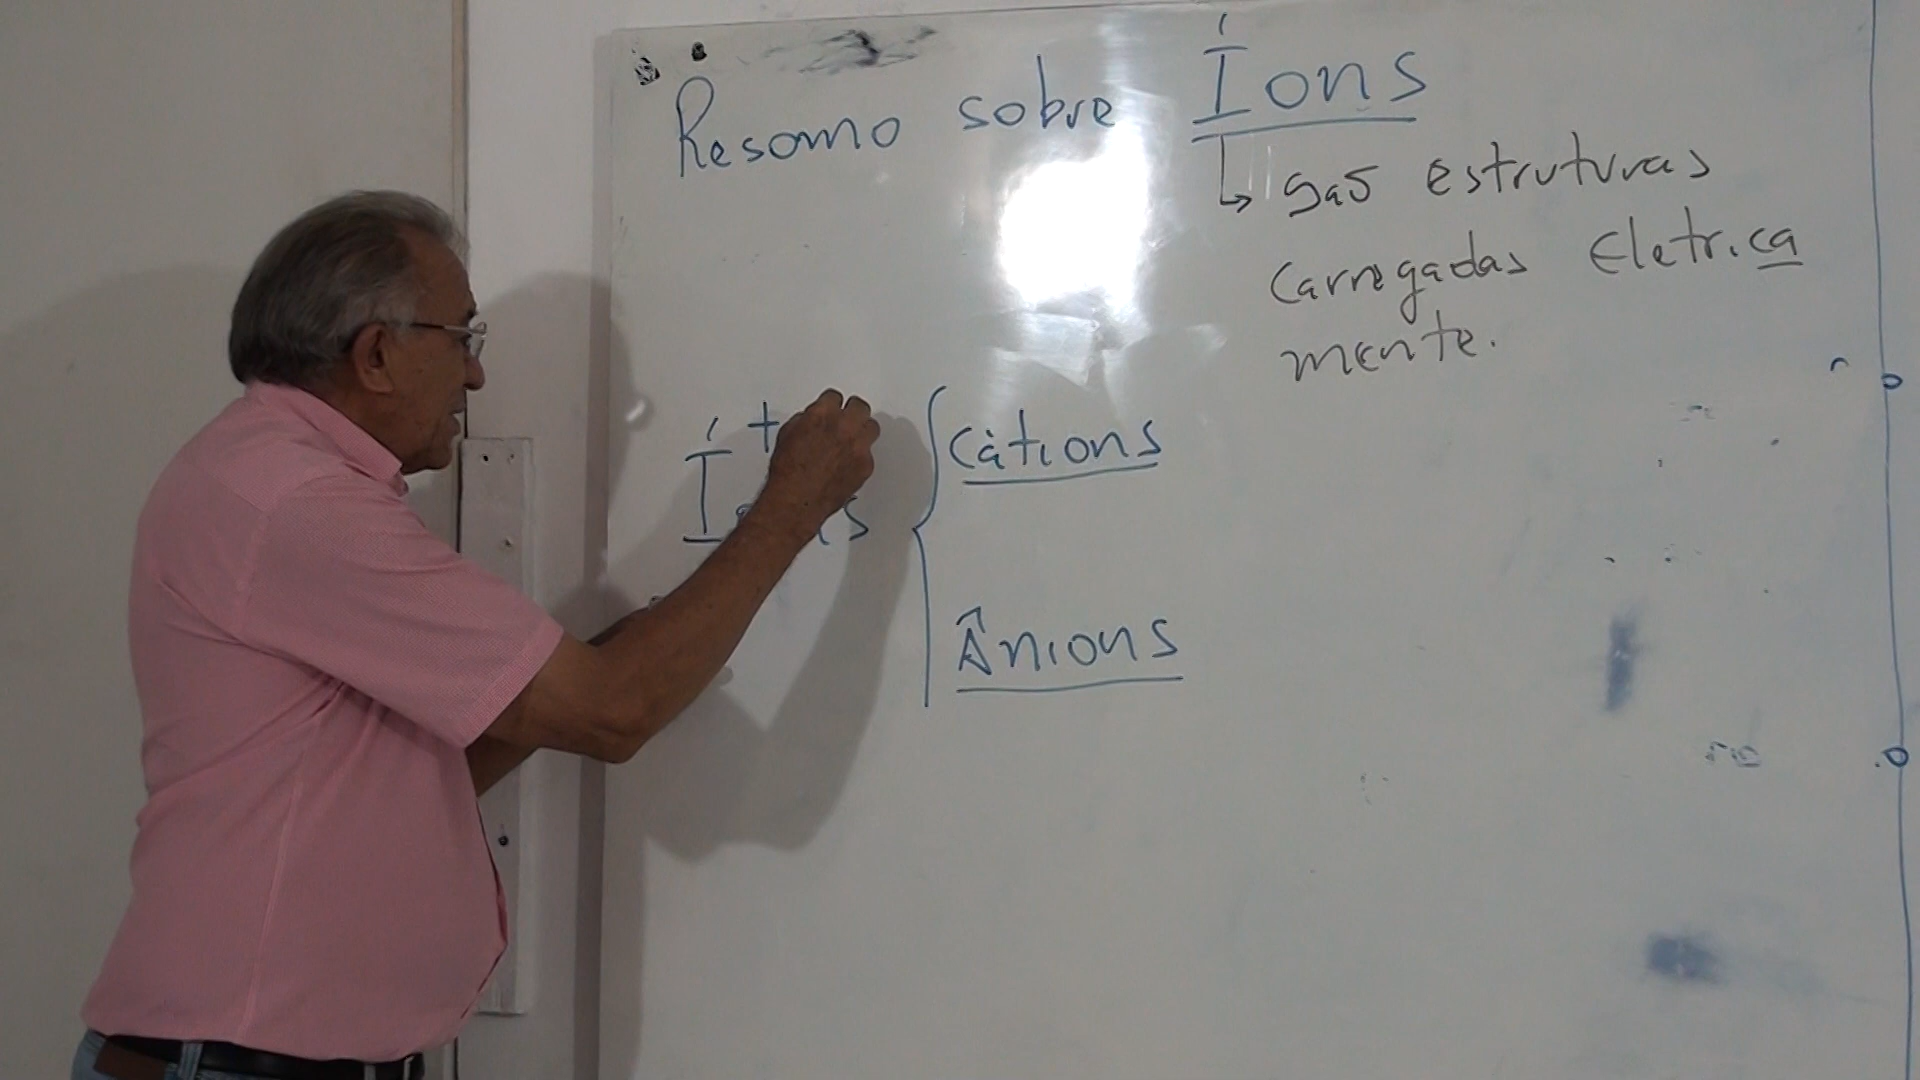 Resomo sobre Íons
São estruturas
carregadas Eletrica
mente.
+
Cátions
Ânions